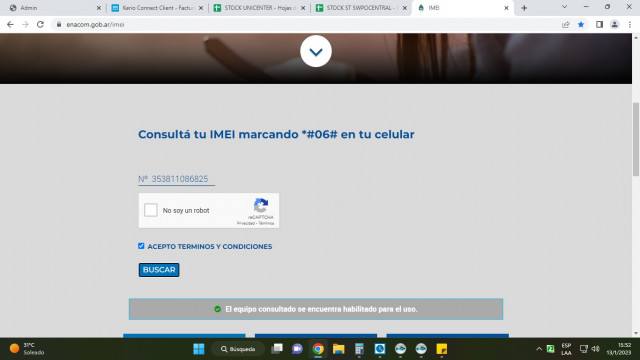 Admin
Kerio Connect Client - Factu
STOCK UNICENTER - Hojas d
STOCK ST SWPOCENTRAL -
IMEI
enacom.gob.ar/imei
Consultá tu IMEI marcando *#06# en tu celular
Nº 353811086825
No soy un robot
reCAPTCHA
Privacidad - Términos
ACEPTO TERMINOS Y CONDICIONES
BUSCAR
El equipo consultado se encuentra habilitado para el uso.
31°C
Soleado
Búsqueda
ESP
LAA
15:52
13/1/2023